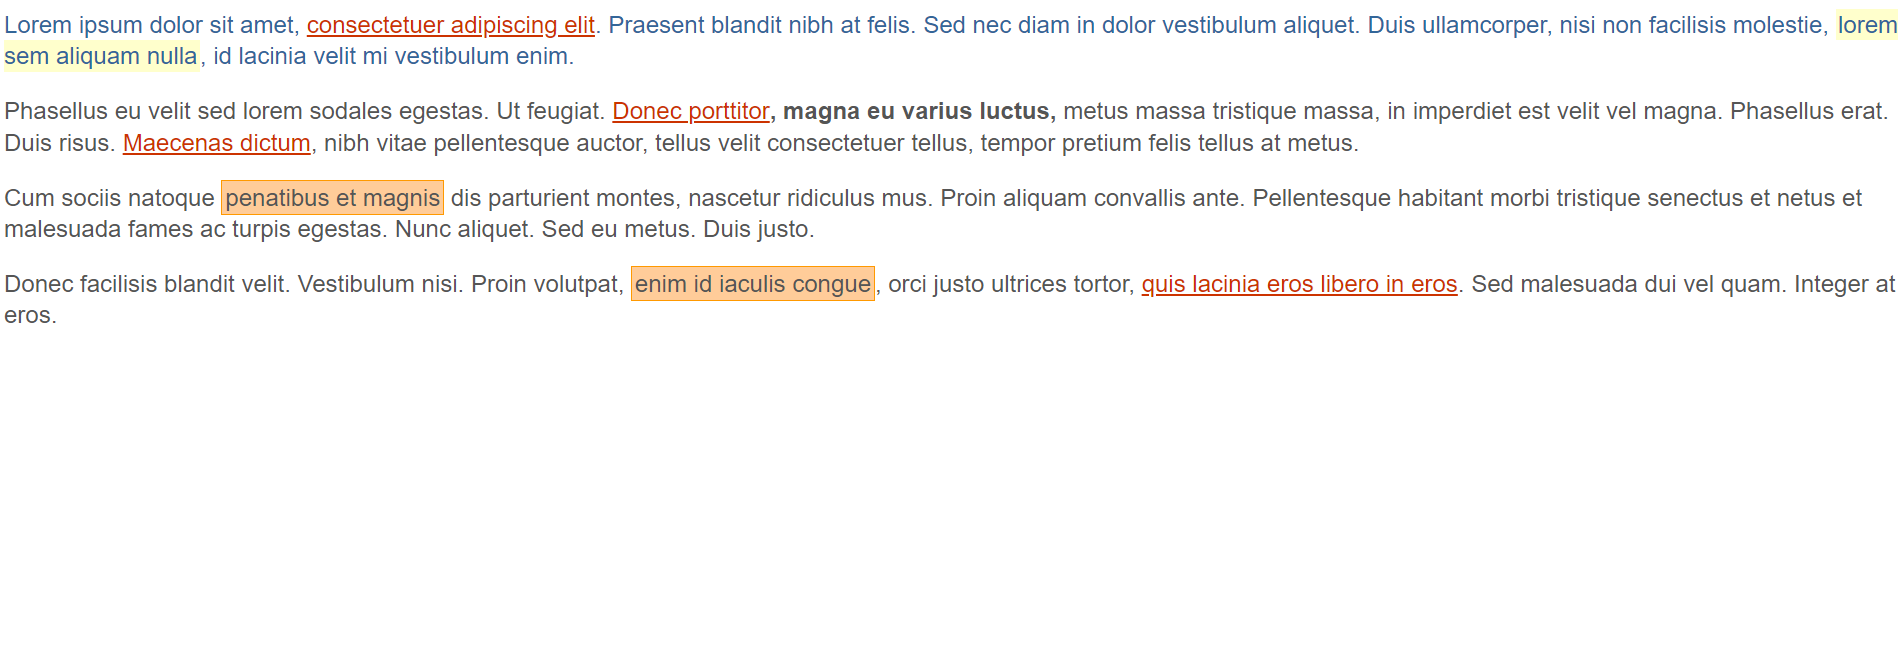 Lorem ipsum dolor sit amet, consectetuer adipiscing elit. Praesent blandit nibh at felis. Sed nec diam in dolor vestibulum aliquet. Duis ullamcorper, nisi non facilisis molestie, lorem
sem aliquam nulla, id lacinia velit mi vestibulum enim.
Phasellus eu velit sed lorem sodales egestas. Ut feugiat. Donec porttitor, magna eu varius luctus, metus massa tristique massa, in imperdiet est velit vel magna. Phasellus erat.
Duis risus. Maecenas dictum, nibh vitae pellentesque auctor, tellus velit consectetuer tellus, tempor pretium felis tellus at metus.
Cum sociis natoque penatibus et magnis dis parturient montes, nascetur ridiculus mus. Proin aliquam convallis ante. Pellentesque habitant morbi tristique senectus et netus et
malesuada fames ac turpis egestas. Nunc aliquet. Sed eu metus. Duis justo.
Donec facilisis blandit velit. Vestibulum nisi. Proin volutpat, enim id iaculis congue, orci justo ultrices tortor, quis lacinia eros libero in eros. Sed malesuada dui vel quam. Integer at
eros.